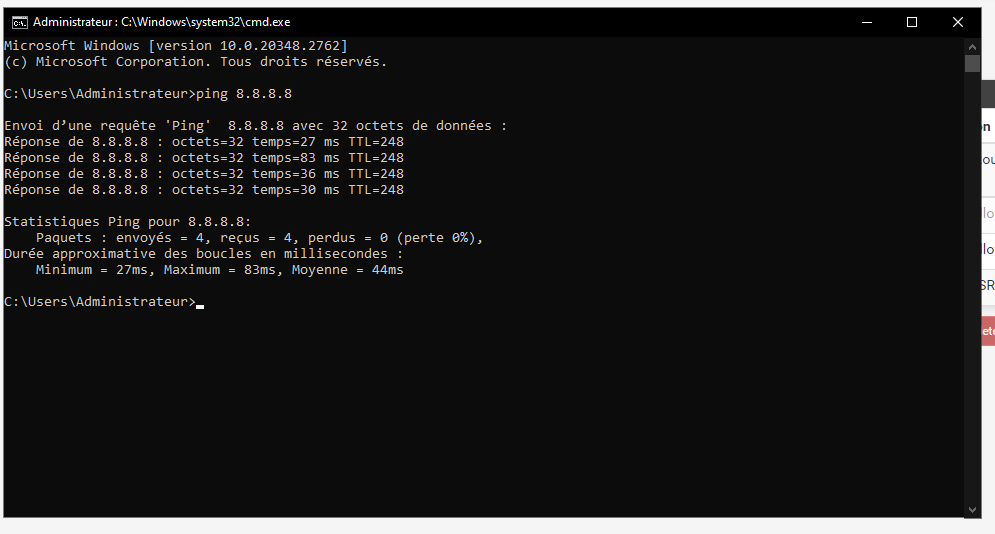 Administrateur : C:\Windows\system32\cmd.exe
Microsoft Windows [version 10.0.20348.2762]
(c) Microsoft Corporation. Tous droits réservés.
C:\Users\Administrateur>ping 8.8.8.8
Envoi d’une requête 'Ping'  8.8.8.8 avec 32 octets de données :
Réponse de 8.8.8.8 : octets=32 temps=27 ms TTL=248
Réponse de 8.8.8.8 : octets=32 temps=83 ms TTL=248
Réponse de 8.8.8.8 : octets=32 temps=36 ms TTL=248
Réponse de 8.8.8.8 : octets=32 temps=30 ms TTL=248
Statistiques Ping pour 8.8.8.8:
    Paquets : envoyés = 4, reçus = 4, perdus = 0 (perte 0%),
Durée approximative des boucles en millisecondes :
    Minimum = 27ms, Maximum = 83ms, Moyenne = 44ms
C:\Users\Administrateur>